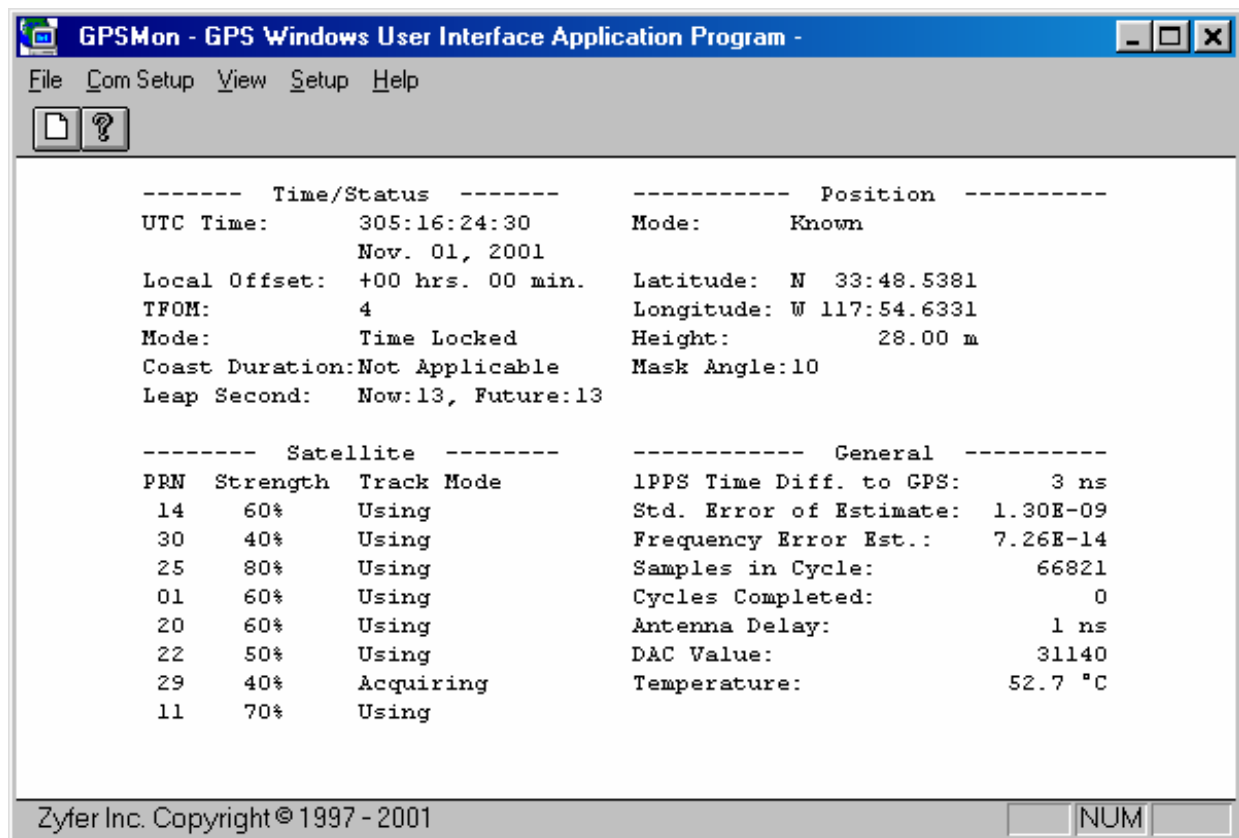 GPSMon - GPS Windows User Interface Application Program -
File Com Setup View Setup Help
------- Time/Status -------
UTC Time: 305:16:24:30
Nov. 01, 2001
Local Offset: +00 hrs. 00 min.
TFOM: 4
Mode: Time Locked
Coast Duration:Not Applicable
Leap Second: Now:13, Future:13
----------- Position ----------
Mode: Known
Latitude: N 33:48.5381
Longitude: W 117:54.6331
Height: 28.00 m
Mask Angle:10
-------- Satellite --------
PRN Strength Track Mode
14 60% Using
30 40% Using
25 80% Using
01 60% Using
20 60% Using
22 50% Using
29 40% Acquiring
11 70% Using
------------ General ----------
1PPS Time Diff. to GPS: 3 ns
Std. Error of Estimate: 1.30E-09
Frequency Error Est.: 7.26E-14
Samples in Cycle: 66821
Cycles Completed: 0
Antenna Delay: 1 ns
DAC Value: 31140
Temperature: 52.7 °C
Zyfer Inc. Copyright © 1997 - 2001
NUM